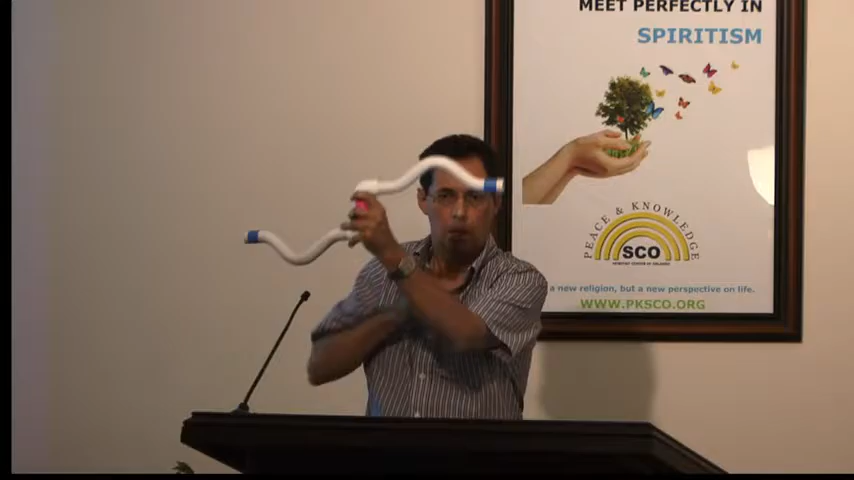 MEET PERFECTLY IN
SPIRITISM
PEACE & KNOWLEDGE
SCO
a new religion, but a new perspective on life.
WWW.PKSCO.ORG